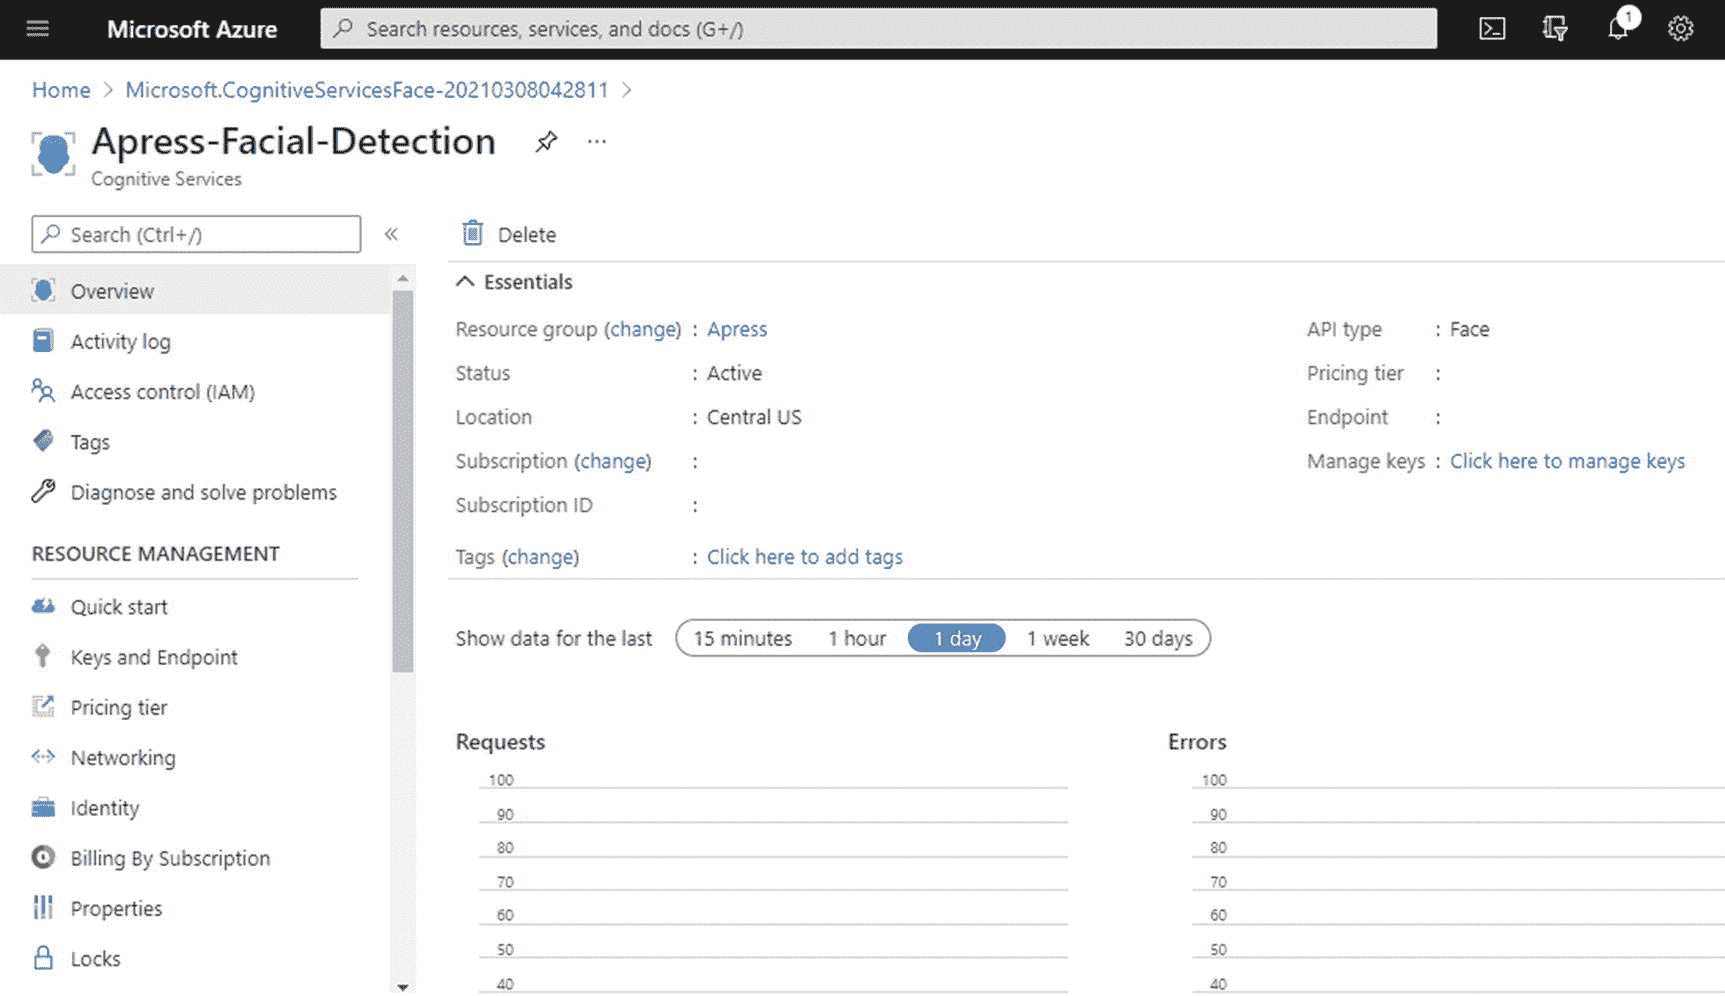 Microsoft Azure
Search resources, services, and docs (G+/)
1
Home > Microsoft.CognitiveServicesFace-20210308042811 >
Apress-Facial-Detection
...
Cognitive Services
Search (Ctrl+/)
«
Delete
Overview
Activity log
Access control (IAM)
Tags
Diagnose and solve problems
RESOURCE MANAGEMENT
Quick start
Keys and Endpoint
Pricing tier
Networking
Identity
Billing By Subscription
Properties
Locks
Essentials
Resource group (change) : Apress
Status : Active
Location : Central US
Subscription (change) :
Subscription ID :
Tags (change) : Click here to add tags
API type : Face
Pricing tier :
Endpoint :
Manage keys : Click here to manage keys
Show data for the last 15 minutes 1 hour 1 day 1 week 30 days
Requests
100
90
80
70
60
50
40
Errors
100
90
80
70
60
50
40